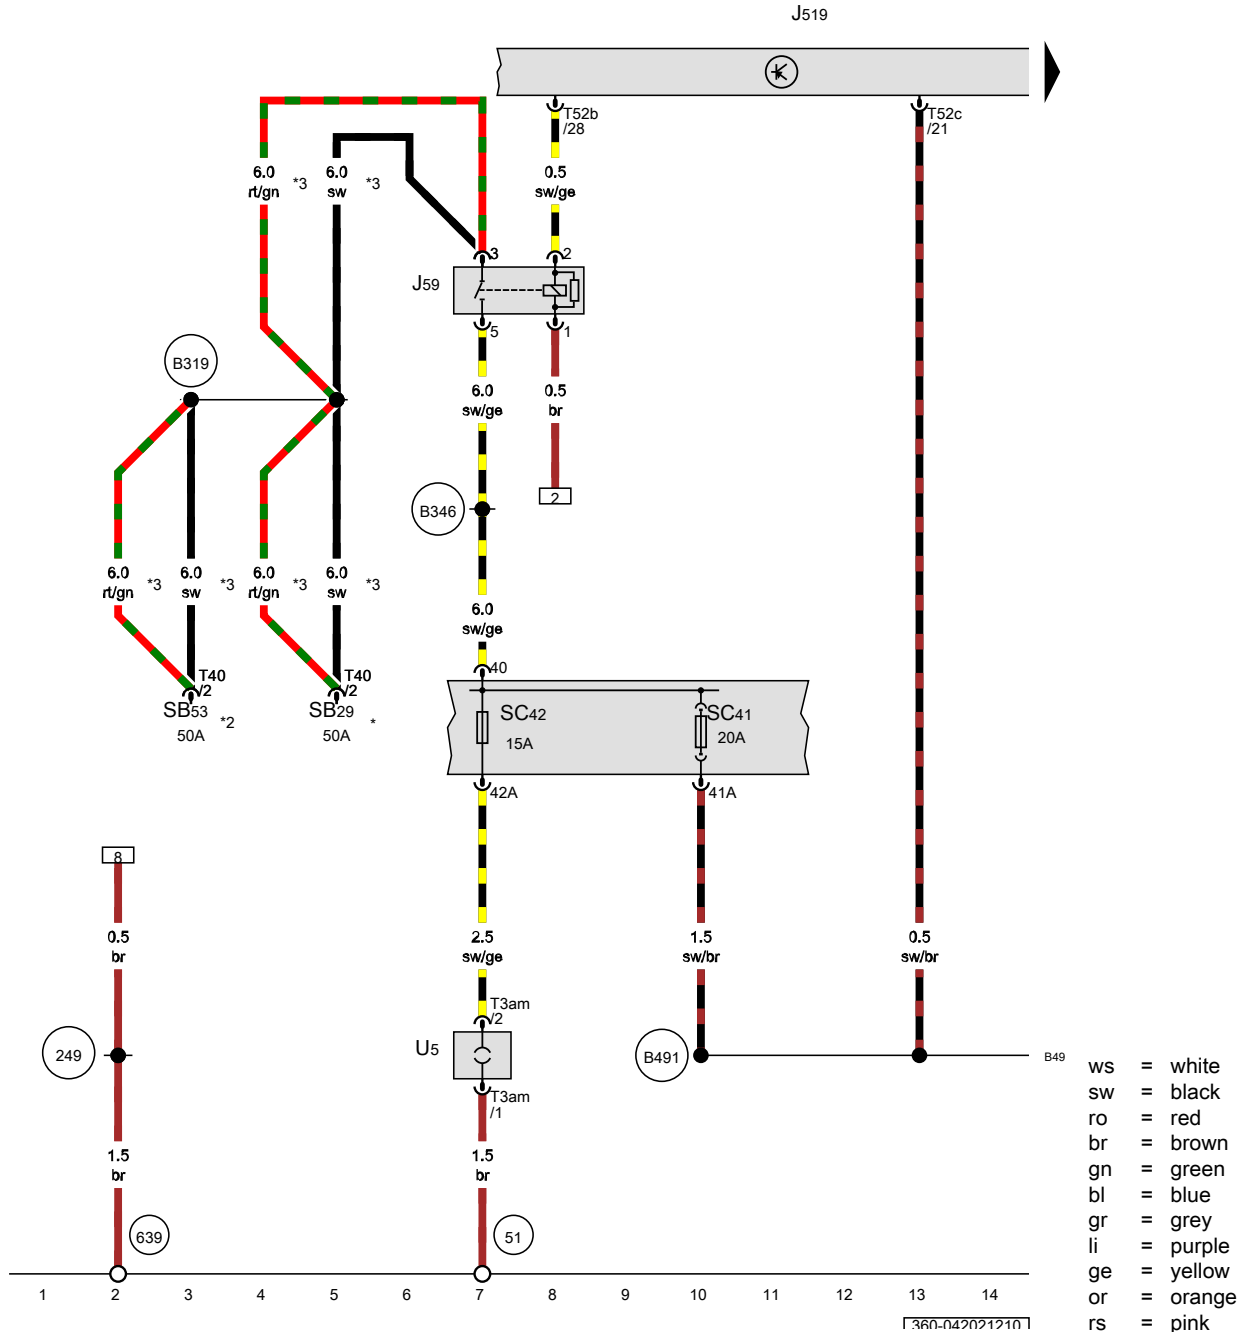 J519
T52b
/28
T52c
/21
6.0
rt/gn
*3
6.0
sw
*3
0.5
sw/ge
3
2
J59
5
1
B319
6.0
sw/ge
0.5
br
2
B346
6.0
rt/gn
*3
6.0
sw
*3
6.0
rt/gn
*3
6.0
sw
*3
6.0
sw/ge
40
T40
/2
SB53
*2
50A
T40
/2
SB29
*
50A
SC42
15A
SC41
20A
42A
41A
8
0.5
br
2.5
sw/ge
1.5
sw/br
0.5
sw/br
T3am
/2
249
U5
B491
B49
T3am
/1
1.5
br
1.5
br
639
51
1 2 3 4 5 6 7 8 9 10 11 12 13 14
360-042021210
ws = white
sw = black
ro = red
br = brown
gn = green
bl = blue
gr = grey
li = purple
ge = yellow
or = orange
rs = pink